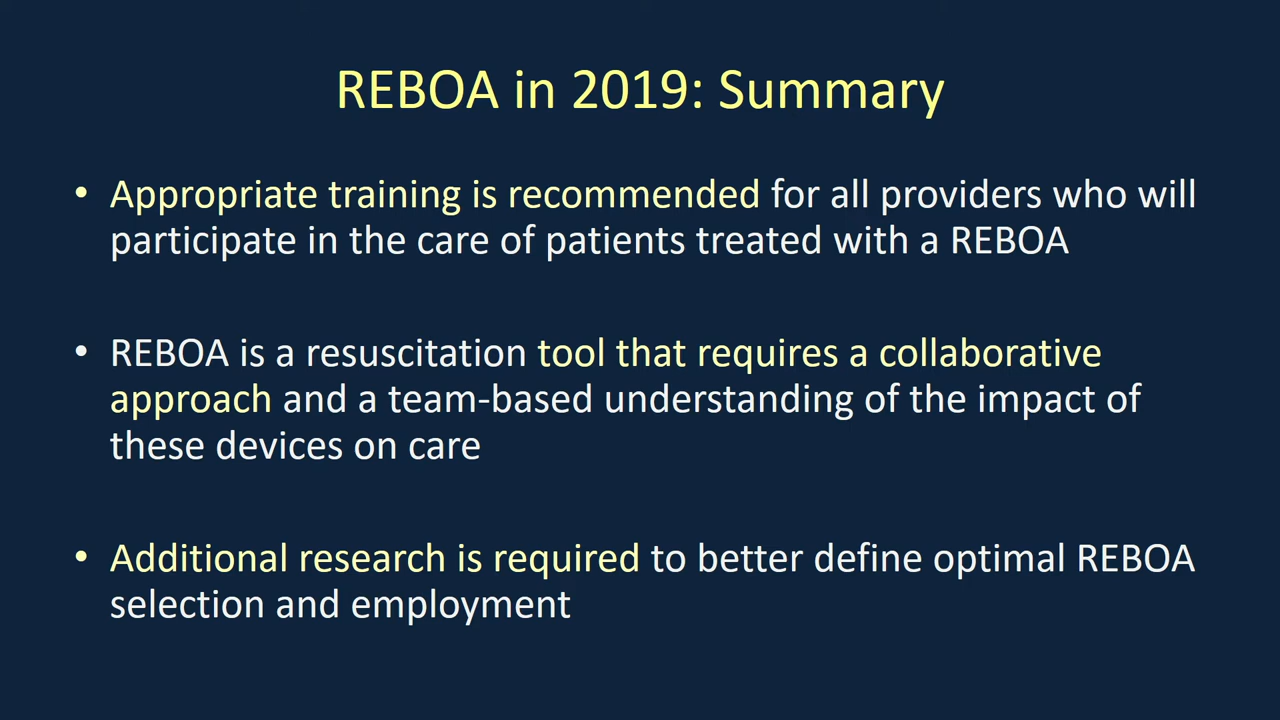 REBOA in 2019: Summary
• Appropriate training is recommended for all providers who will
participate in the care of patients treated with a REBOA
• REBOA is a resuscitation tool that requires a collaborative
approach and a team-based understanding of the impact of
these devices on care
• Additional research is required to better define optimal REBOA
selection and employment